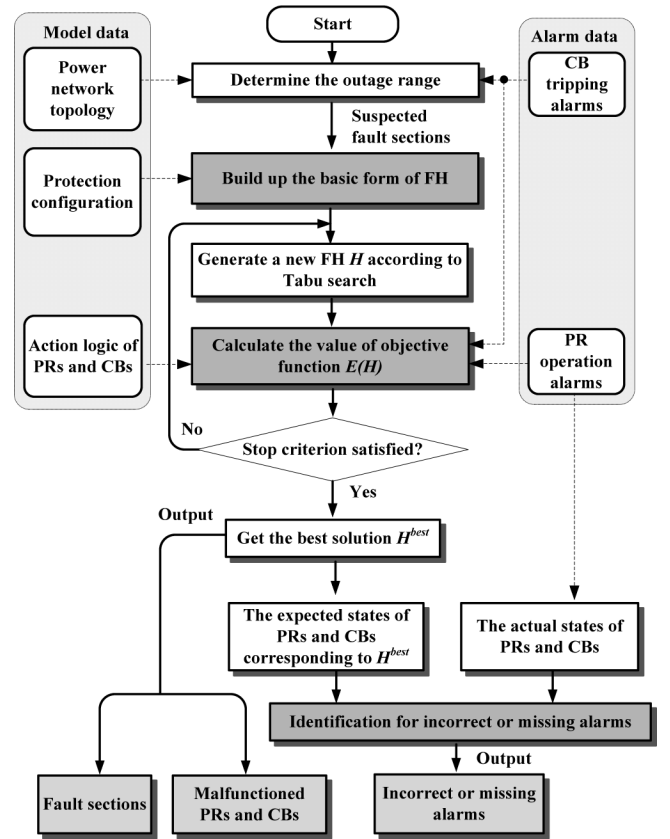 Model data
Power
network
topology
Protection
configuration
Action logic of
PRs and CBs
Start
Determine the outage range
Suspected
fault sections
Build up the basic form of FH
Generate a new FH H according to
Tabu search
Calculate the value of objective
function E(H)
No
Stop criterion satisfied?
Yes
Alarm data
CB
tripping
alarms
PR
operation
alarms
Output
Get the best solution H^best
The expected states of
PRs and CBs
corresponding to H^best
The actual states of
PRs and CBs
Identification for incorrect or missing alarms
Output
Fault sections
Malfunctioned
PRs and CBs
Incorrect or missing
alarms